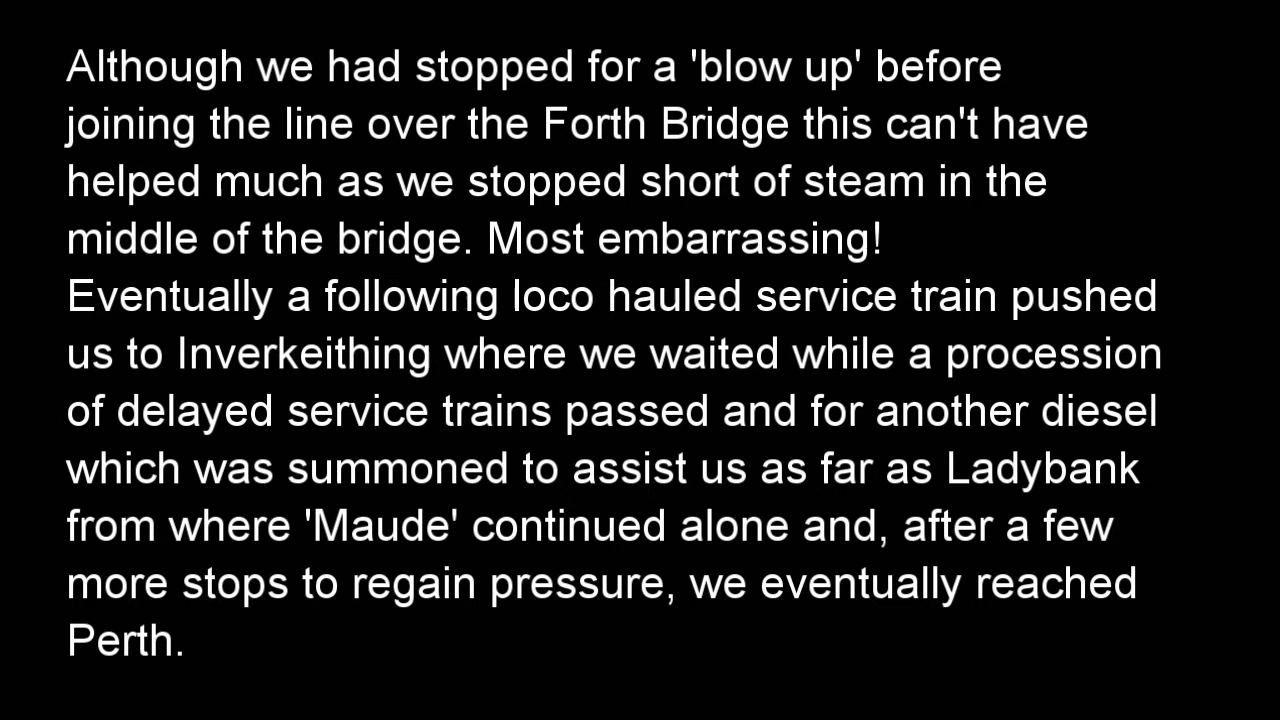 Although we had stopped for a 'blow up' before
joining the line over the Forth Bridge this can't have
helped much as we stopped short of steam in the
middle of the bridge. Most embarrassing!
Eventually a following loco hauled service train pushed
us to Inverkeithing where we waited while a procession
of delayed service trains passed and for another diesel
which was summoned to assist us as far as Ladybank
from where 'Maude' continued alone and, after a few
more stops to regain pressure, we eventually reached
Perth.